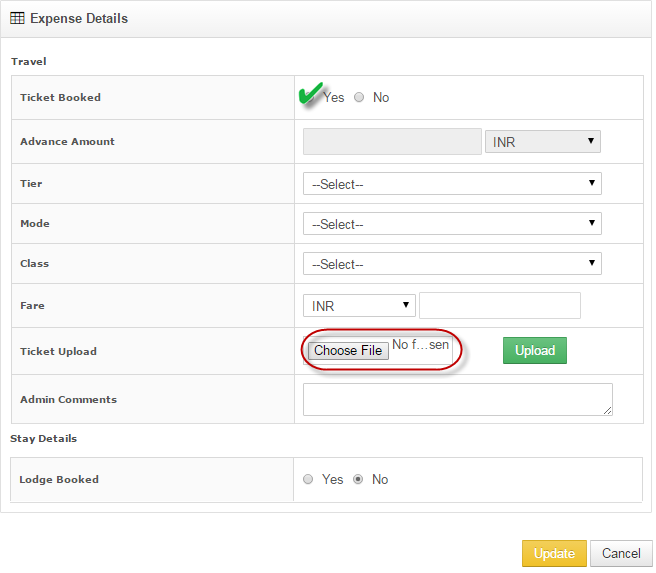 Expense Details
Travel
Ticket Booked Yes No
Advance Amount INR
Tier --Select--
Mode --Select--
Class --Select--
Fare INR
Ticket Upload Choose File No f...sen Upload
Admin Comments
Stay Details
Lodge Booked Yes No
Update Cancel